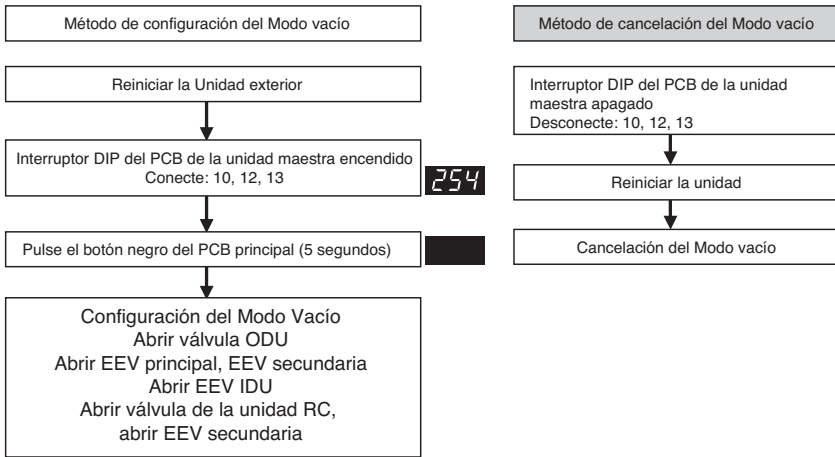 Método de configuración del Modo vacío
Reiniciar la Unidad exterior
Interruptor DIP del PCB de la unidad maestra encendido
Conecte: 10, 12, 13
254
Pulse el botón negro del PCB principal (5 segundos)
Configuración del Modo Vacío
Abrir válvula ODU
Abrir EEV principal, EEV secundaria
Abrir EEV IDU
Abrir válvula de la unidad RC,
abrir EEV secundaria
Método de cancelación del Modo vacío
Interruptor DIP del PCB de la unidad
maestra apagado
Desconecte: 10, 12, 13
Reiniciar la unidad
Cancelación del Modo vacío